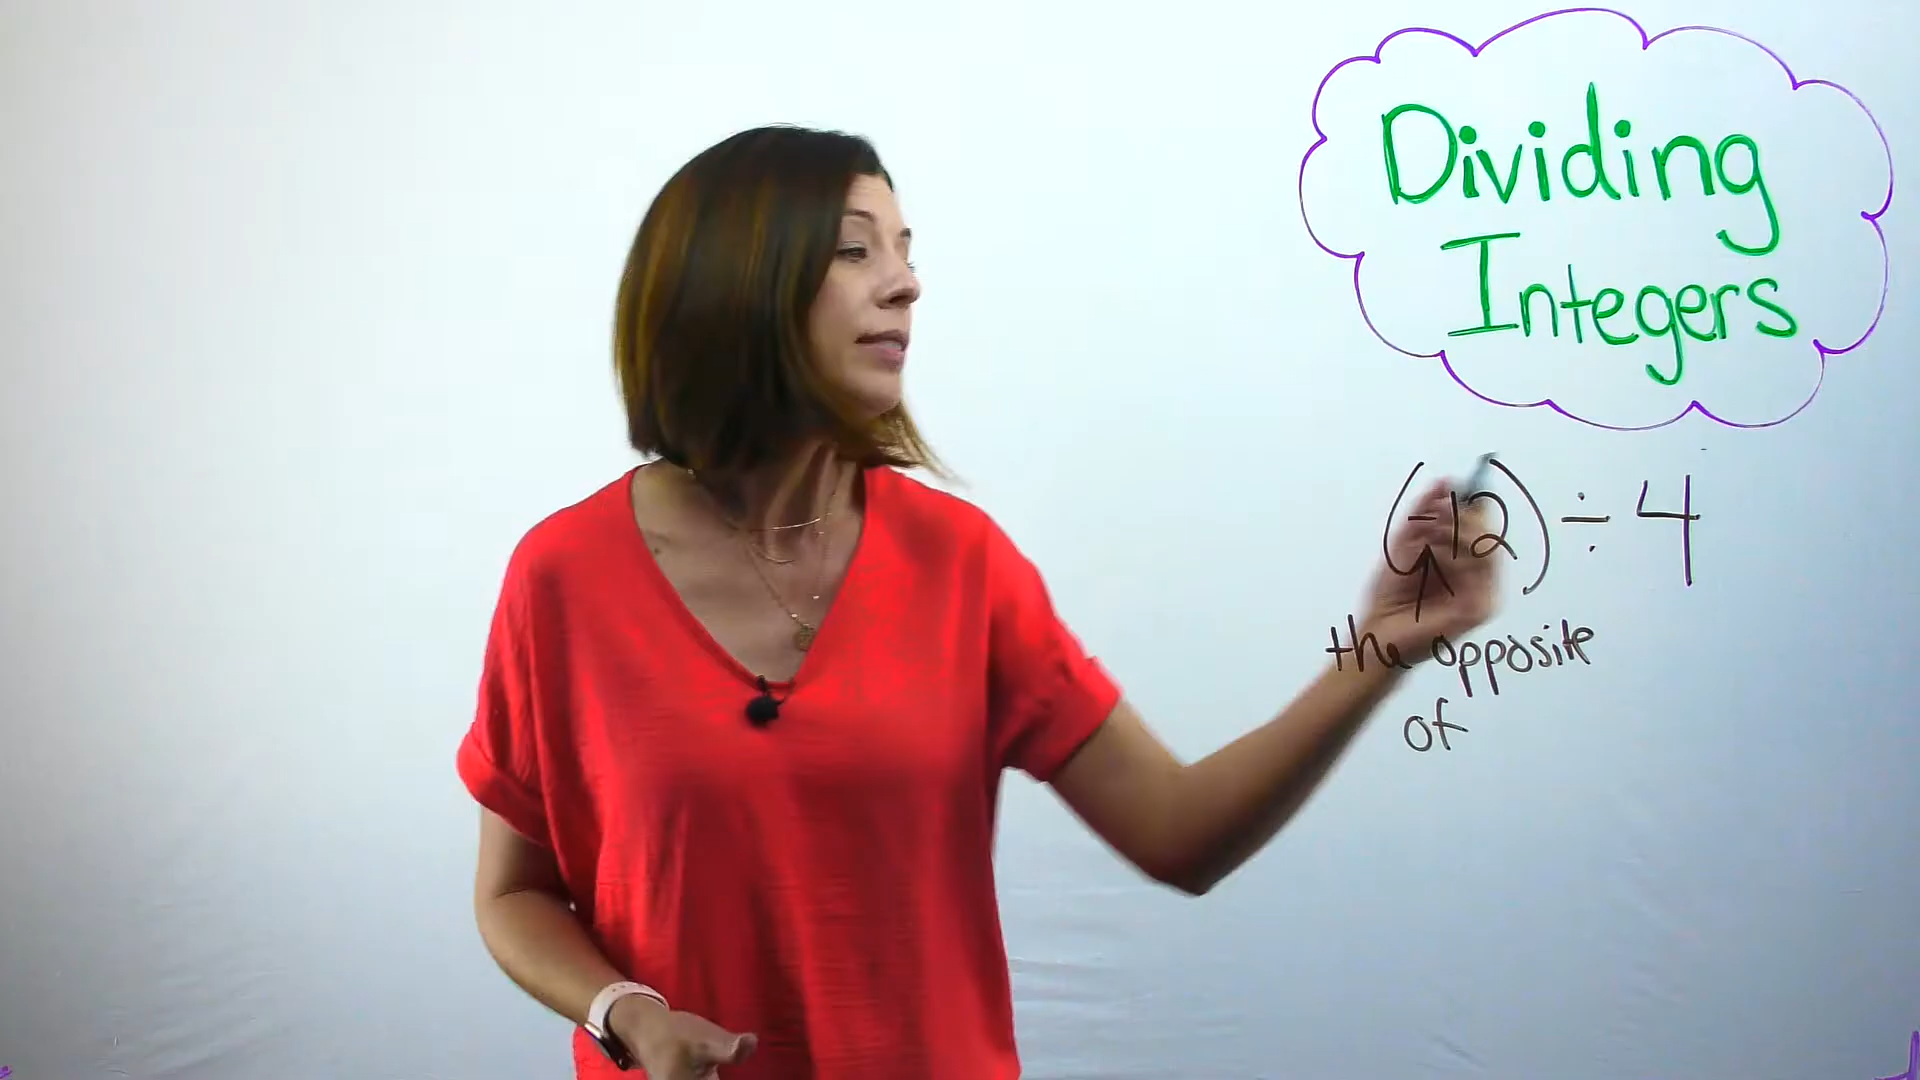 Dividing
Integers
(-12) ÷ 4
the opposite
of